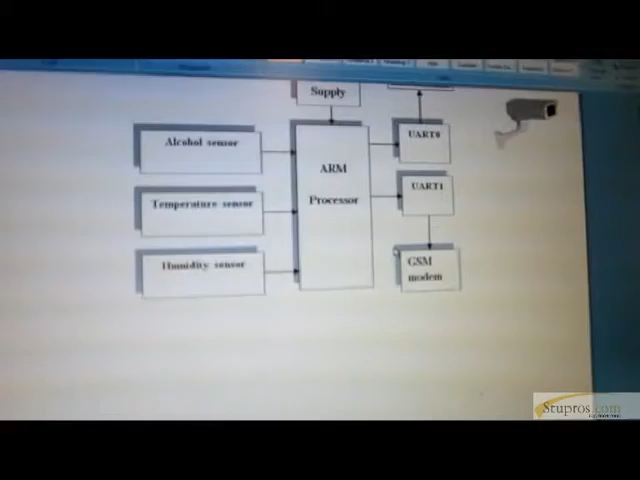 Supply
Alcohol sensor
UART0
ARM
Processor
UART1
Temperature sensor
Humidity sensor
GSM
modem
Stupros.com